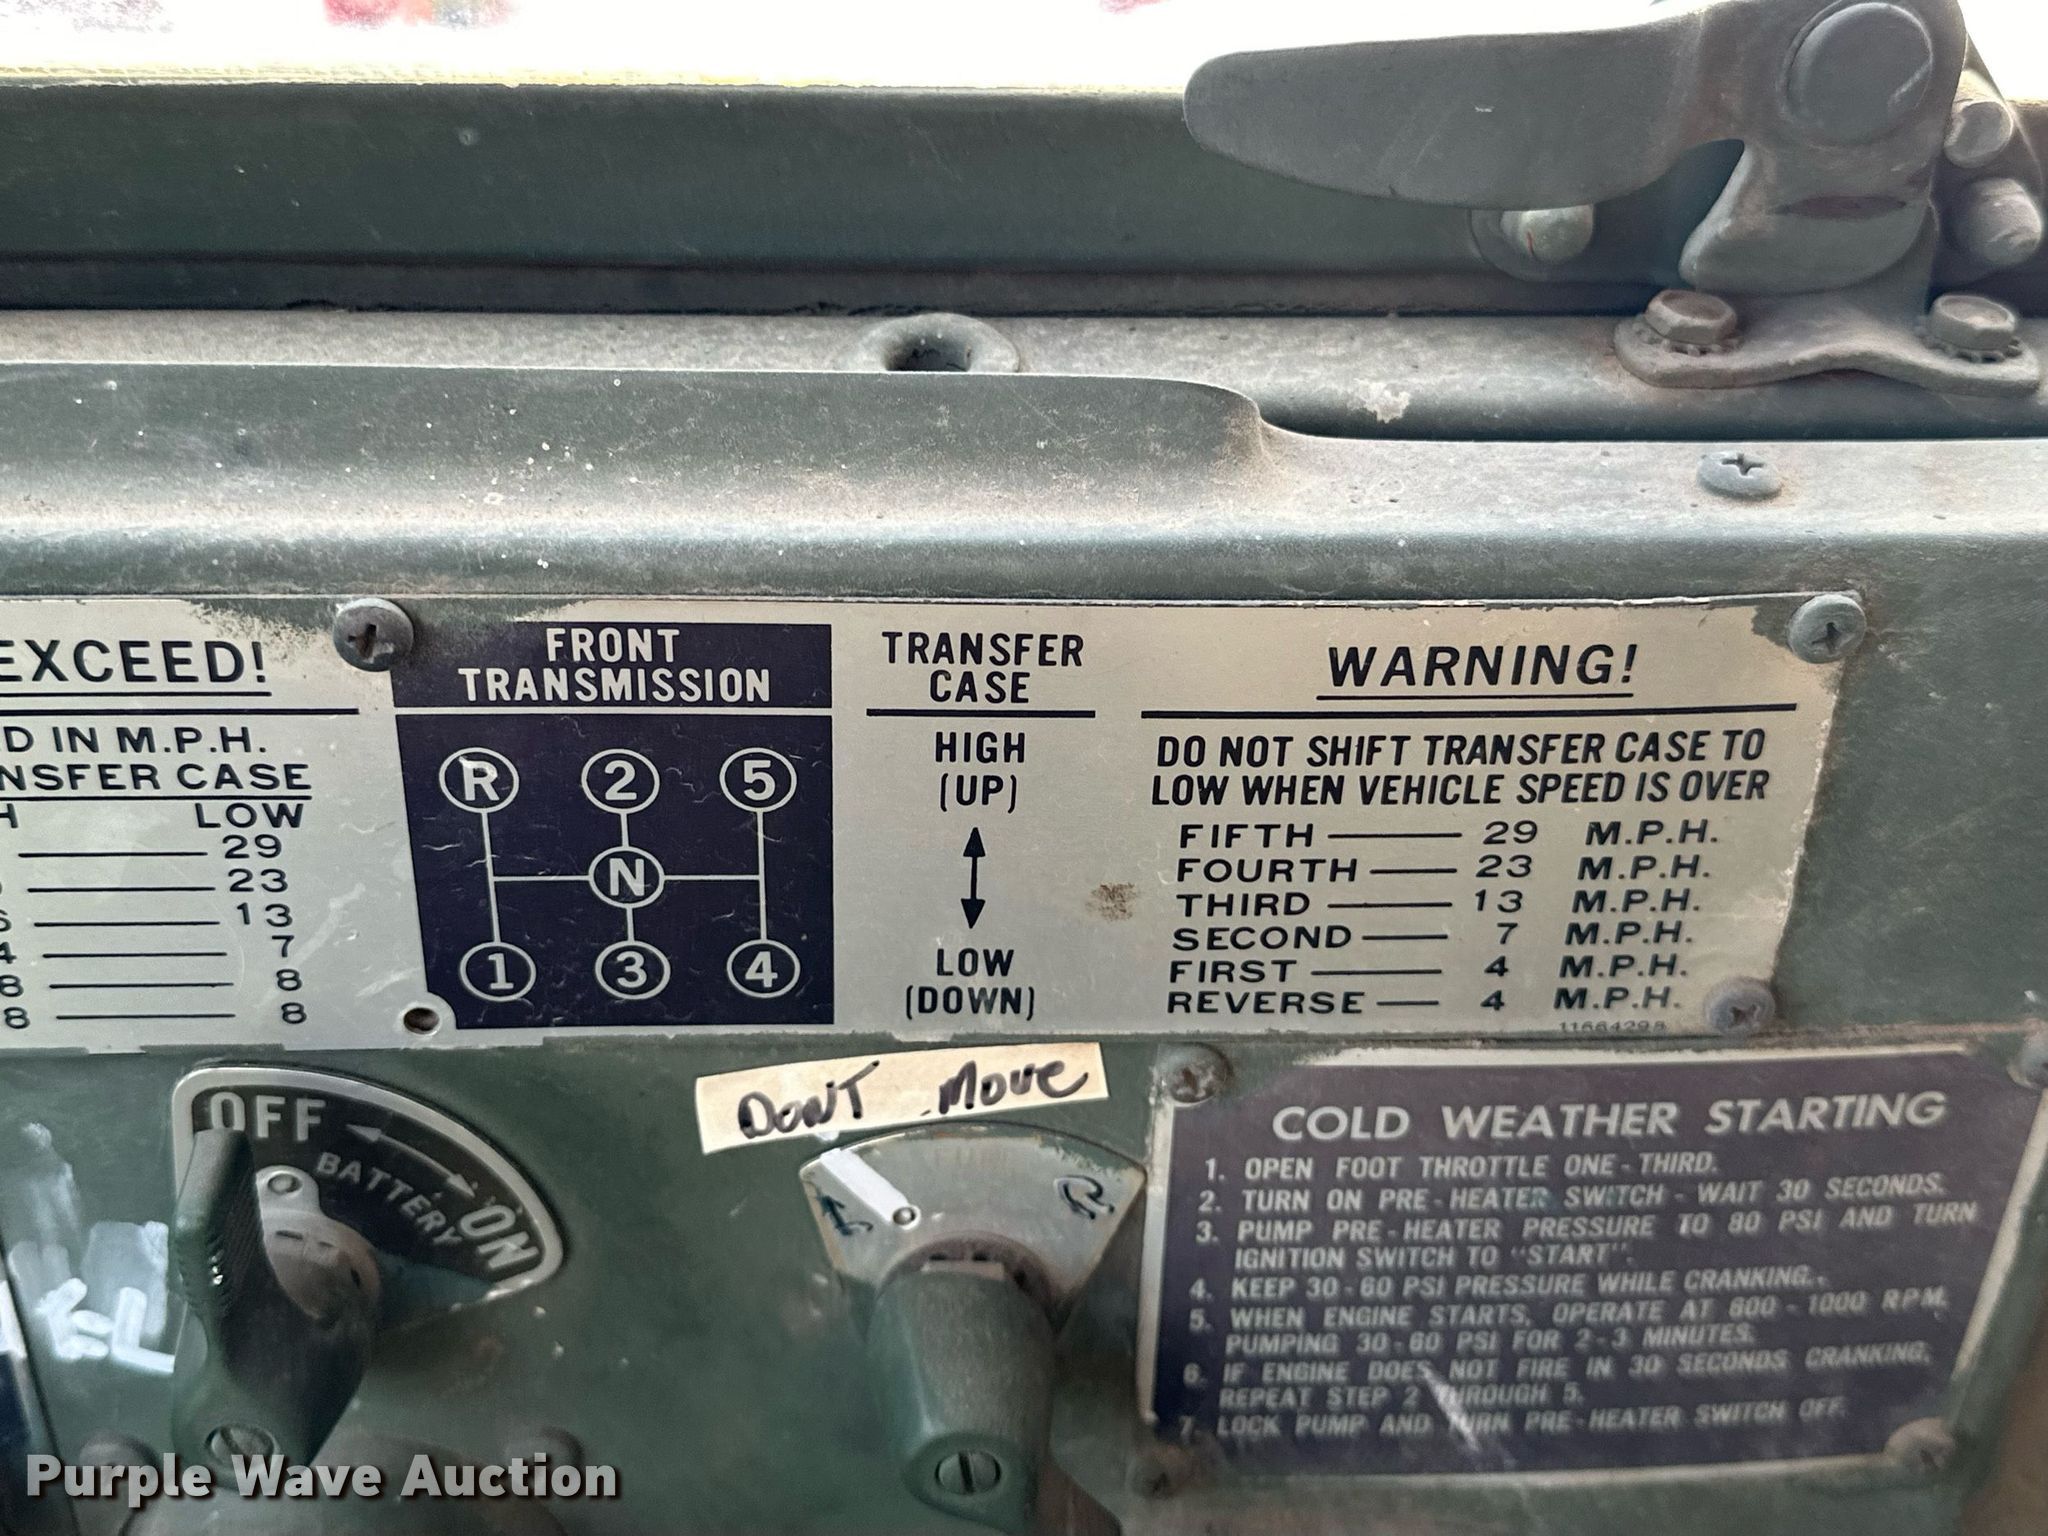 EXCEED!
D IN M.P.H.
NSFER CASE
H LOW
29
23
6 13
4 7
8 8
8 8
FRONT
TRANSMISSION
R 2 5
N
1 3 4
TRANSFER
CASE
HIGH
(UP)
LOW
(DOWN)
WARNING!
DO NOT SHIFT TRANSFER CASE TO
LOW WHEN VEHICLE SPEED IS OVER
FIFTH 29 M.P.H.
FOURTH 23 M.P.H.
THIRD 13 M.P.H.
SECOND 7 M.P.H.
FIRST 4 M.P.H.
REVERSE 4 M.P.H.
11664298
OFF
BATTERY
ON
DONT MOVE
COLD WEATHER STARTING
1. OPEN FOOT THROTTLE ONE-THIRD.
2. TURN ON PRE-HEATER SWITCH - WAIT 30 SECONDS.
3. PUMP PRE-HEATER PRESSURE TO 80 PSI AND TURN
IGNITION SWITCH TO "START".
4. KEEP 30-60 PSI PRESSURE WHILE CRANKING.
5. WHEN ENGINE STARTS, OPERATE AT 800-1000 RPM,
PUMPING 30-60 PSI FOR 2-3 MINUTES.
6. IF ENGINE DOES NOT FIRE IN 30 SECONDS CRANKING,
REPEAT STEP 2 THROUGH 5.
7. LOCK PUMP AND TURN PRE-HEATER SWITCH OFF.
Purple Wave Auction